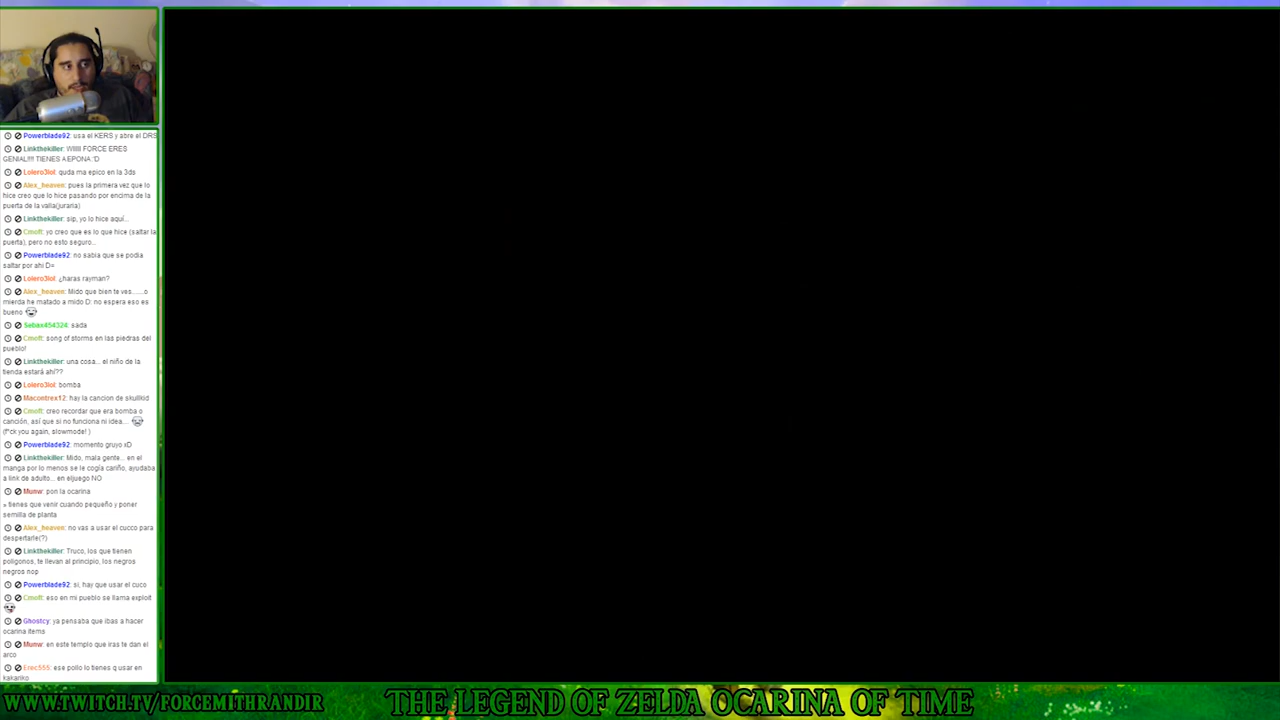 Powerblade92: usa el KERS y abre el DRS
Linkthekiller: WIIIII FORCE ERES
GENIAL!!!! TIENES A EPONA :'D
Lolero3lol: quda ma epico en la 3ds
Alex_heaven: pues la primera vez que lo
hice creo que lo hice pasando por encima de la
puerta de la valla(juraria)
Linkthekiller: sip, yo lo hice aquí...
Cmoft: yo creo que es lo que hice (saltar la
puerta), pero no esto seguro..
Powerblade92: no sabia que se podia
saltar por ahi D=
Lolero3lol: ¿haras rayman?
Alex_heaven: Mido que bien te ves.......o
mierda he matado a mido D: no espera eso es
bueno
Sebax454324: sada
Cmoft: song of storms en las piedras del
pueblo!
Linkthekiller: una cosa... el niño de la
tienda estará ahí??
Lolero3lol: bomba
Macontrex12: hay la cancion de skullkid
Cmoft: creo recordar que era bomba o
canción, así que si no funciona ni idea....
(f*ck you again, slowmode! )
Powerblade92: momento gruyo xD
Linkthekiller: Mido, mala gente... en el
manga por lo menos se le cogía cariño, ayudaba
a link de adulto... en eljuego NO
Munw: pon la ocarina
» tienes que venir cuando pequeño y poner
semilla de planta
Alex_heaven: no vas a usar el cucco para
despertarle(?)
Linkthekiller: Truco, los que tienen
poligonos, te llevan al principio, los negros
negros nop
Powerblade92: si, hay que usar el cuco
Cmoft: eso en mi pueblo se llama exploit
Ghostcy: ya pensaba que ibas a hacer
ocarina items
Munw: en este templo que iras te dan el
arco
Erec555: ese pollo lo tienes q usar en
kakariko
WWW.TWITCH.TV/FORCEMITHRANDIR
THE LEGEND OF ZELDA OCARINA OF TIME